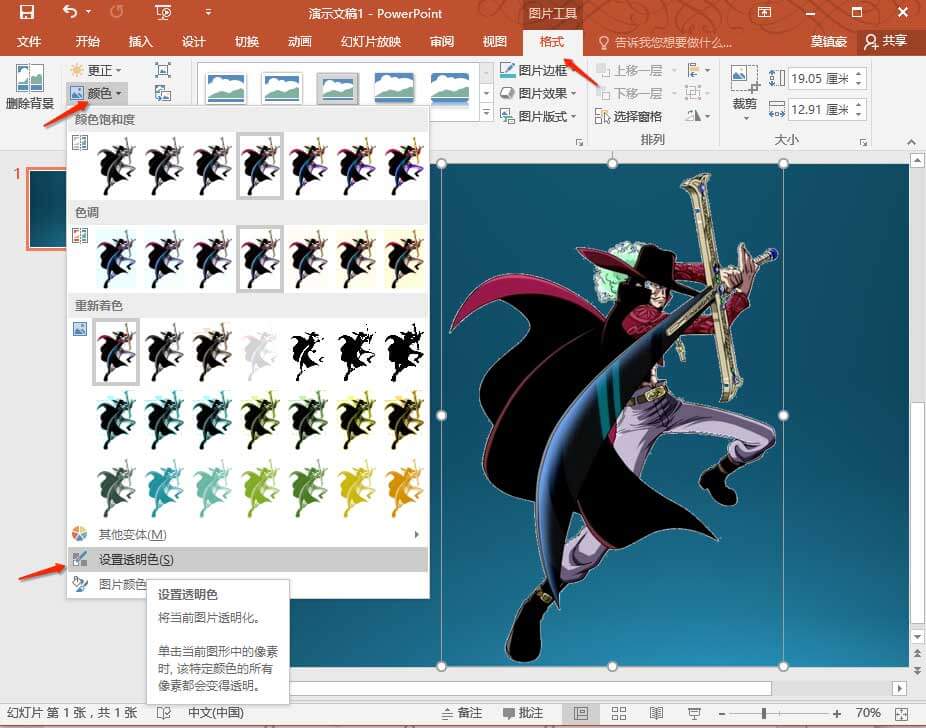 演示文稿1 - PowerPoint
图片工具
文件 开始 插入 设计 切换 动画 幻灯片放映 审阅 视图 格式 告诉我您想要做什么... 莫镇豪 共享
删除背景
更正
颜色
图片边框
图片效果
图片版式
上移一层
下移一层
选择窗格
排列
裁剪
19.05 厘米
12.91 厘米
大小
颜色饱和度
色调
重新着色
其他变体(M)
设置透明色(S)
图片颜色
设置透明色
将当前图片透明化。
单击当前图形中的像素
时, 该特定颜色的所有
像素都会变得透明。
1
幻灯片 第 1 张，共 1 张 中文(中国) 备注 批注 70%